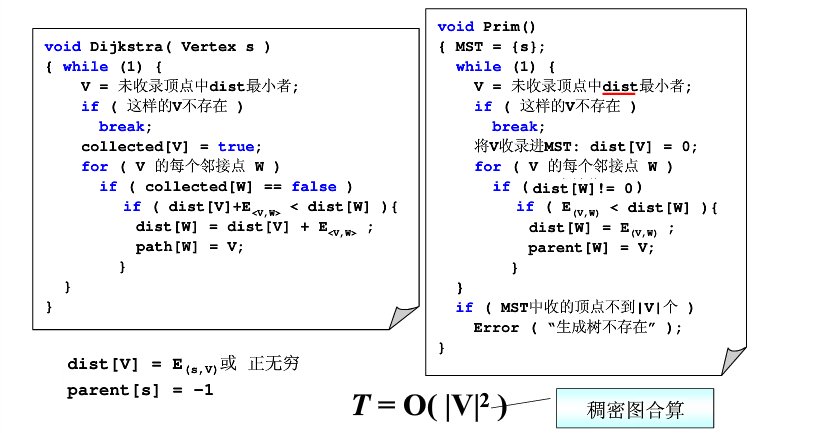 void Dijkstra( Vertex s )
{ while (1) {
V = 未收录顶点中dist最小者;
if ( 这样的V不存在 )
break;
collected[V] = true;
for ( V 的每个邻接点 W )
if ( collected[W] == false )
if ( dist[V]+E<V,W> < dist[W] ){
dist[W] = dist[V] + E<V,W> ;
path[W] = V;
}
}
}
dist[V] = E(s,V)或 正无穷
parent[s] = -1
void Prim()
{ MST = {s};
while (1) {
V = 未收录顶点中dist最小者;
if ( 这样的V不存在 )
break;
将V收录进MST: dist[V] = 0;
for ( V 的每个邻接点 W )
if ( dist[W]!= 0 )
if ( E(V,W) < dist[W] ){
dist[W] = E(V,W) ;
parent[W] = V;
}
}
if ( MST中收的顶点不到|V|个 )
Error ( “生成树不存在” );
}
T = O( |V|2 )
稠密图合算